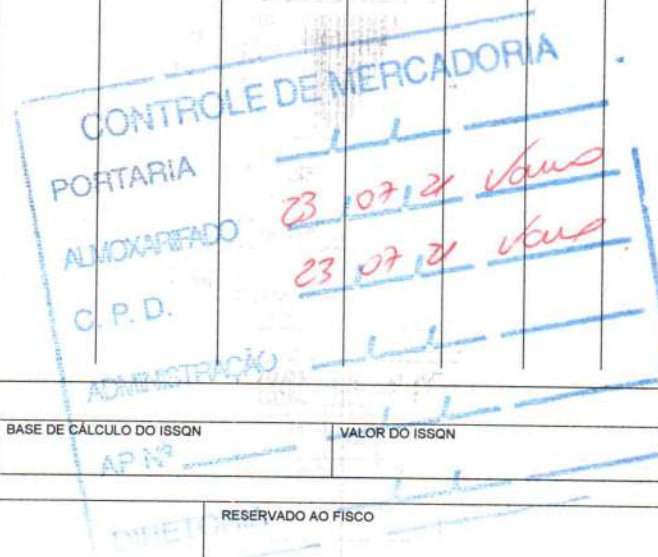 CONTROLE DE MERCADORIA
PORTARIA
ALMOXARIFADO 23 07 21
C. P. D. 23 07 21
ADMINISTRAÇÃO
BASE DE CÁLCULO DO ISSQN VALOR DO ISSQN
AP Nº
RESERVADO AO FISCO
DIRETORIA